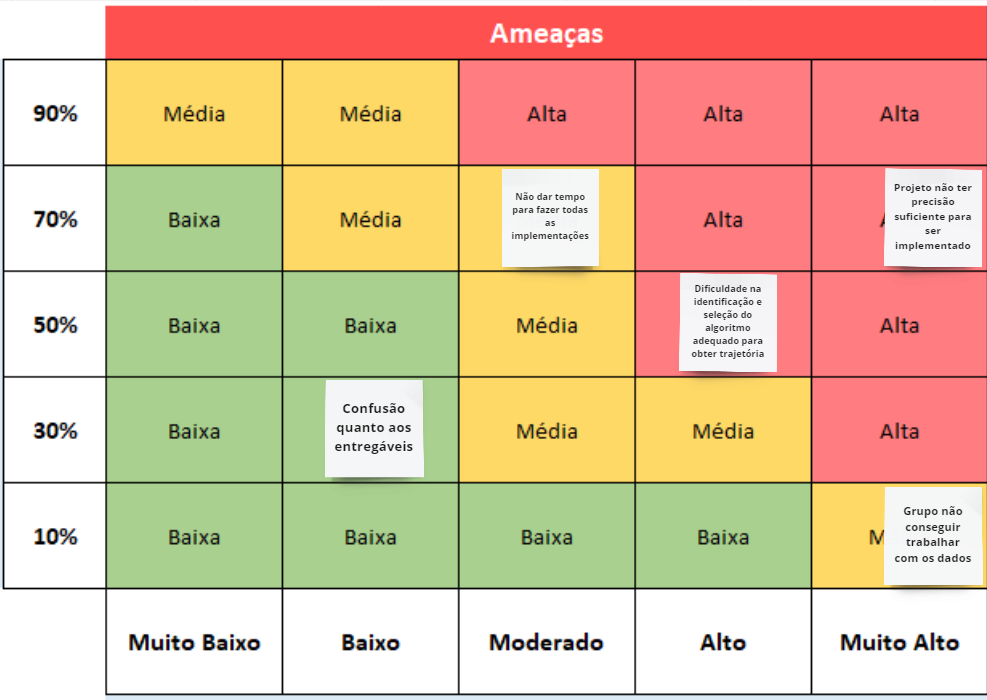 Ameaças
90%
Média
Média
Alta
Alta
Alta
70%
Baixa
Média
Não dar tempo
para fazer todas
as
implementações
Alta
Projeto não ter
precisão
suficiente para
ser
implementado
50%
Baixa
Baixa
Média
Dificuldade na
identificação e
seleção do
algoritmo
adequado para
obter trajetória
Alta
30%
Baixa
Confusão
quanto aos
entregáveis
Média
Média
Alta
10%
Baixa
Baixa
Baixa
Baixa
Grupo não
conseguir
trabalhar
com os dados
Muito Baixo
Baixo
Moderado
Alto
Muito Alto